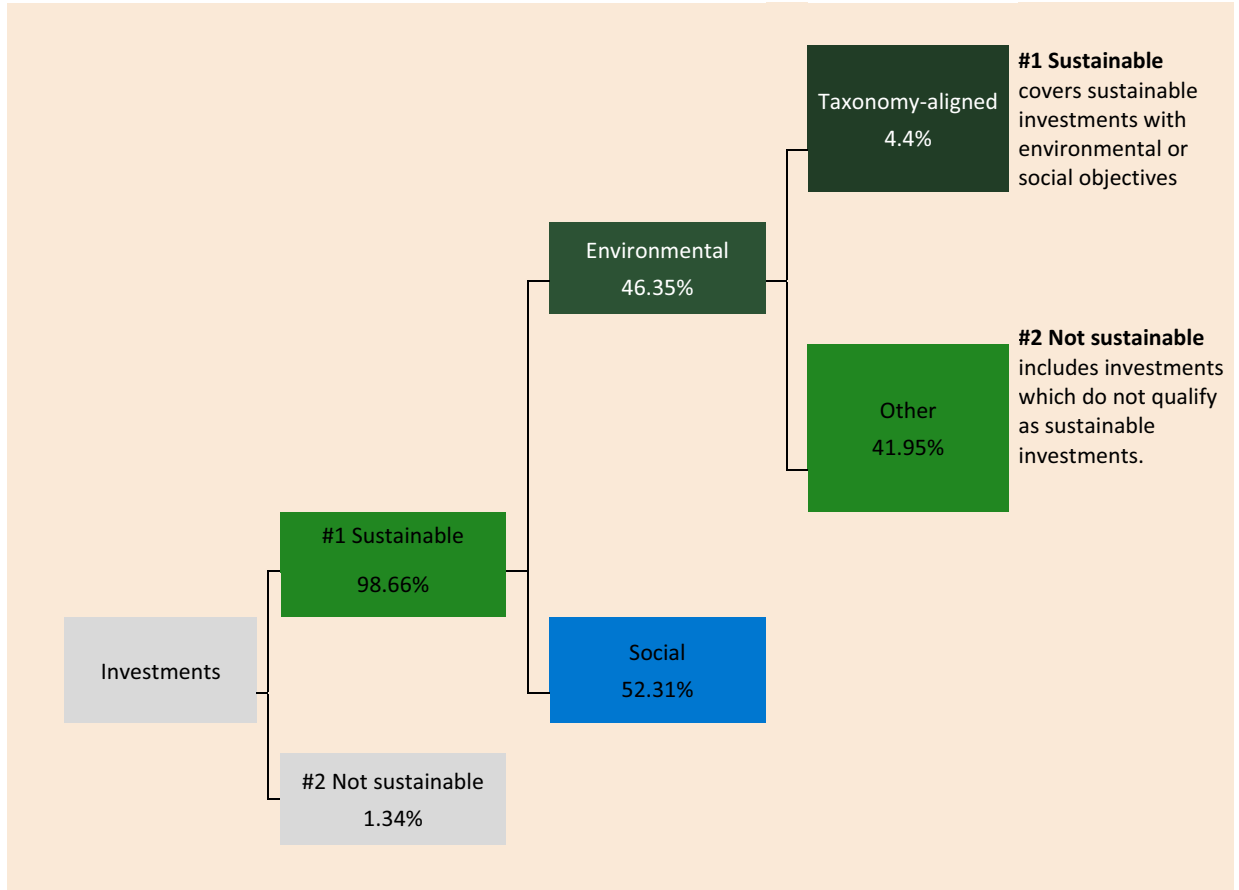 Taxonomy-aligned
4.4%
#1 Sustainable
covers sustainable
investments with
environmental or
social objectives
Environmental
46.35%
Other
41.95%
#2 Not sustainable
includes investments
which do not qualify
as sustainable
investments.
#1 Sustainable
98.66%
Investments
Social
52.31%
#2 Not sustainable
1.34%